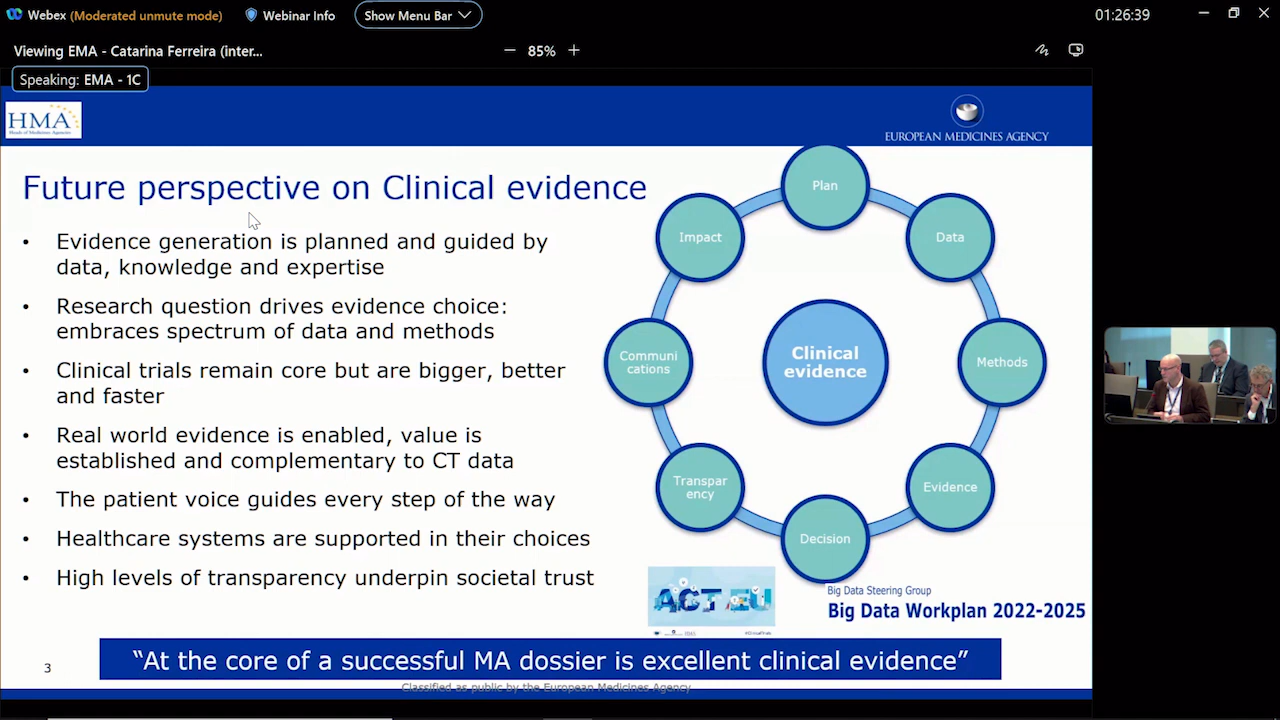 Webex (Moderated unmute mode)
Webinar Info
Show Menu Bar
01:26:39
Viewing EMA - Catarina Ferreira (inter...
85%
Speaking: EMA - 1C
HMA
Heads of Medicines Agencies
EUROPEAN MEDICINES AGENCY
Future perspective on Clinical evidence
• Evidence generation is planned and guided by
data, knowledge and expertise
• Research question drives evidence choice:
embraces spectrum of data and methods
• Clinical trials remain core but are bigger, better
and faster
• Real world evidence is enabled, value is
established and complementary to CT data
• The patient voice guides every step of the way
• Healthcare systems are supported in their choices
• High levels of transparency underpin societal trust
Plan
Data
Methods
Evidence
Decision
Transpar
ency
Communi
cations
Impact
Clinical
evidence
ACT EU
Big Data Steering Group
Big Data Workplan 2022-2025
"At the core of a successful MA dossier is excellent clinical evidence"
3
Classified as public by the European Medicines Agency